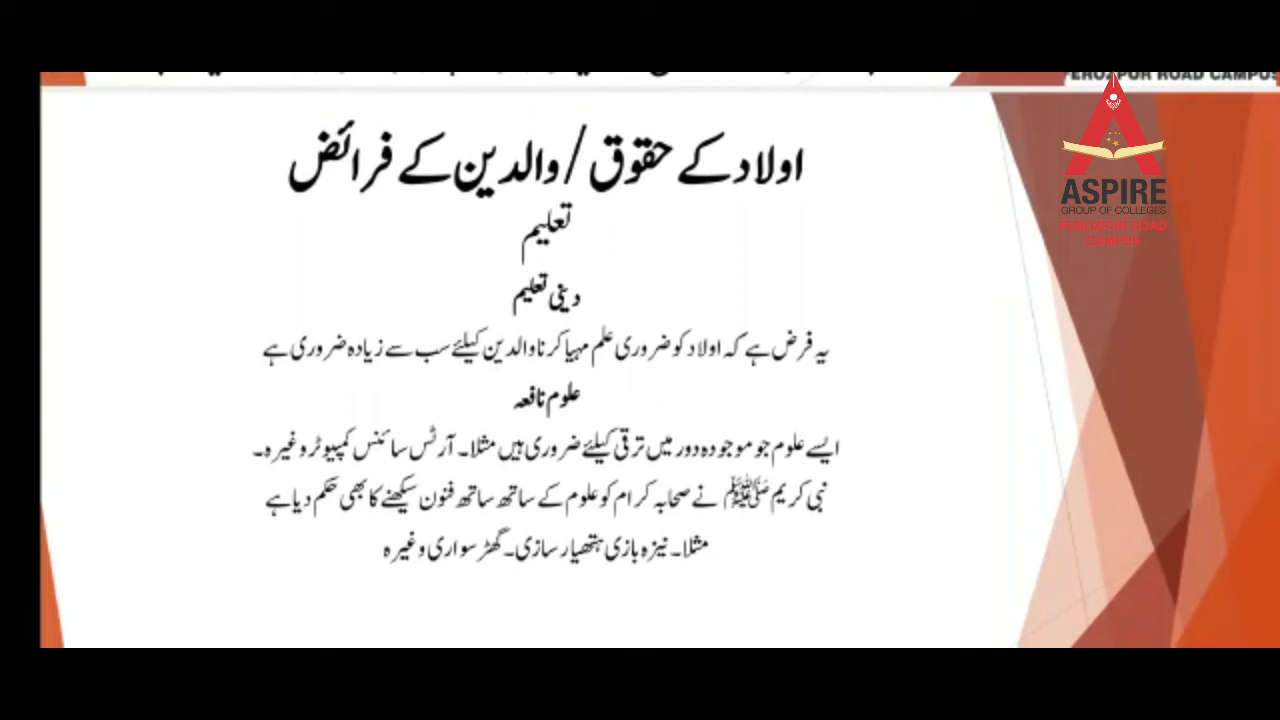 FEROZPUR ROAD CAMPUS
ASPIRE
GROUP OF COLLEGES
FEROZPUR ROAD
CAMPUS
اولاد کے حقوق / والدین کے فرائض
تعلیم
دینی تعلیم
یہ فرض ہے کہ اولاد کو ضروری علم مہیا کرنا والدین کیلئے سب سے زیادہ ضروری ہے
علوم نافعہ
ایسے علوم جو موجودہ دور میں ترقی کیلئے ضروری ہیں مثلا۔ آرٹس سائنس کمپیوٹر وغیرہ۔
نبی کریم ﷺ نے صحابہ کرام کو علوم کے ساتھ ساتھ فنون سیکھنے کا بھی حکم دیا ہے
مثلا۔ نیزہ بازی ہتھیار سازی۔ گھڑ سواری وغیرہ